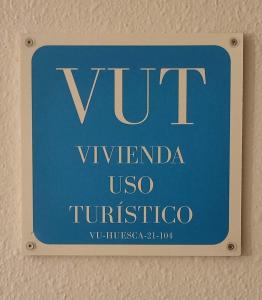 VUT
VIVIENDA
USO
TURÍSTICO
VU-HUESCA-21-104